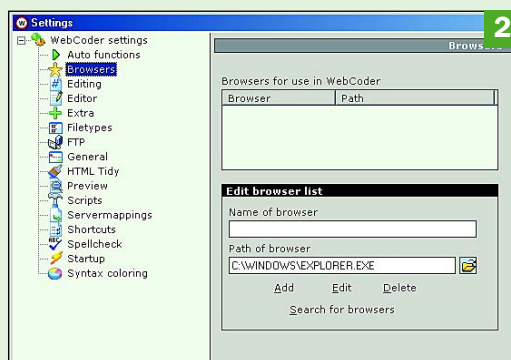 Settings
2
WebCoder settings
Auto functions
Browsers
Editing
Editor
Extra
Filetypes
FTP
General
HTML Tidy
Preview
Scripts
Servermappings
Shortcuts
Spellcheck
Startup
Syntax coloring
Browsers for use in WebCoder
Browser Path
Edit browser list
Name of browser
Path of browser
C:\WINDOWS\EXPLORER.EXE
Add Edit Delete
Search for browsers